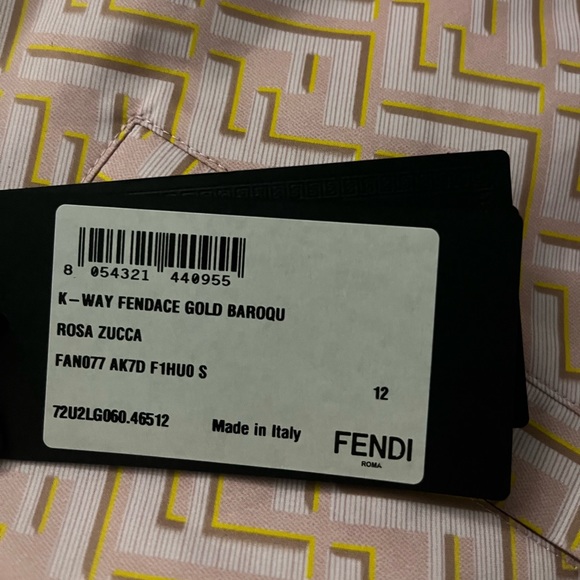 8 054321 440955
K-WAY FENDACE GOLD BAROQU
ROSA ZUCCA
FAN077 AK7D F1HU0 S
12
72U2LG060.46512 Made in Italy
FENDI
ROMA